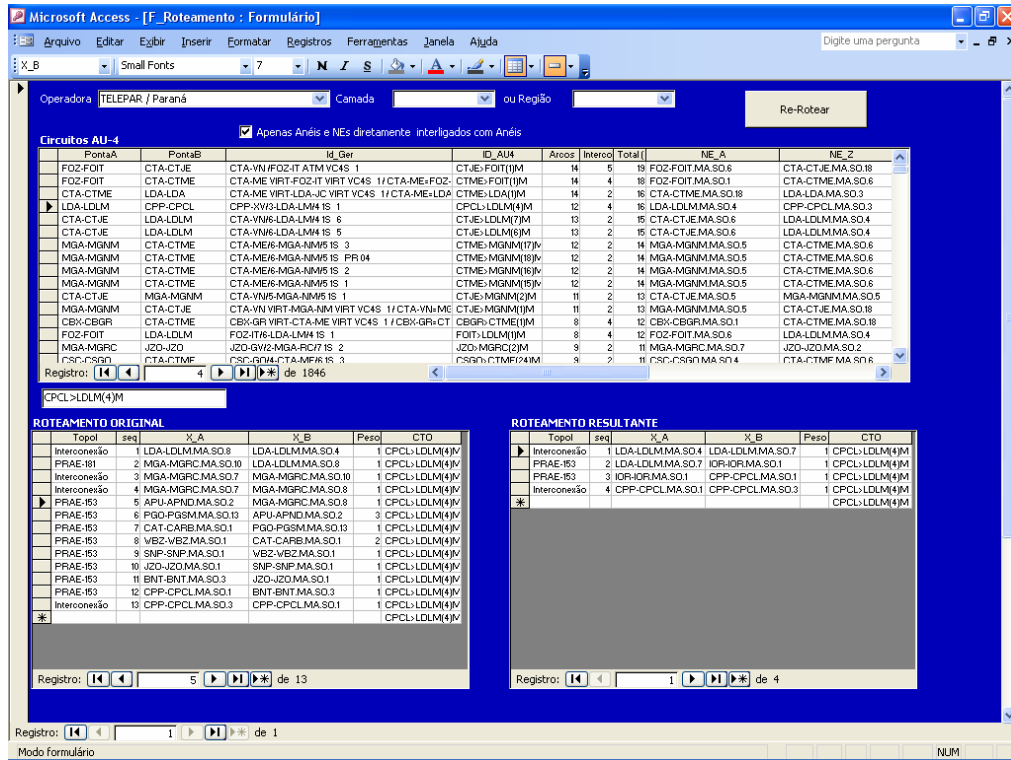 Microsoft Access - [F_Roteamento : Formulário]
Arquivo Editar Exibir Inserir Formatar Registros Ferramentas Janela Ajuda Digite uma pergunta
X_B Small Fonts 7 N I S A
Operadora TELEPAR / Paraná Camada ou Região Re-Rotear
Apenas Anéis e NEs diretamente interligados com Anéis
Circuitos AU-4
PontaA PontaB Id_Ger ID_AU4 Arcos Interco Total ( NE_A NE_Z
FOZ-FOIT CTA-CTJE CTA-VN/FOZ-IT ATM VC4S 1 CTJE>FOIT(1)M 14 5 19 FOZ-FOIT.MA.SO.6 CTA-CTJE.MA.SO.18
FOZ-FOIT CTA-CTME CTA-ME VIRT-FOZ-IT VIRT VC4S 1/ CTA-ME=FOZ- CTME>FOIT(1)M 14 4 18 FOZ-FOIT.MA.SO.1 CTA-CTME.MA.SO.6
CTA-CTME LDA-LDA CTA-ME VIRT-LDA-JC VIRT VC4S 1/ CTA-ME=LDA CTME>LDA(1)M 14 2 16 CTA-CTME.MA.SO.18 LDA-LDA.MA.SO.3
LDA-LDLM CPP-CPCL CPP-XV/3-LDA-LM/4 1S 1 CPCL>LDLM(4)M 12 4 16 LDA-LDLM.MA.SO.4 CPP-CPCL.MA.SO.3
CTA-CTJE LDA-LDLM CTA-VN/6-LDA-LM/4 1S 6 CTJE>LDLM(7)M 13 2 15 CTA-CTJE.MA.SO.6 LDA-LDLM.MA.SO.4
CTA-CTJE LDA-LDLM CTA-VN/6-LDA-LM/4 1S 5 CTJE>LDLM(6)M 13 2 15 CTA-CTJE.MA.SO.6 LDA-LDLM.MA.SO.4
MGA-MGNM CTA-CTME CTA-ME/6-MGA-NM/5 1S 3 CTME>MGNM(17)M 12 2 14 MGA-MGNM.MA.SO.5 CTA-CTME.MA.SO.6
MGA-MGNM CTA-CTME CTA-ME/6-MGA-NM/5 1S PR 04 CTME>MGNM(18)M 12 2 14 MGA-MGNM.MA.SO.5 CTA-CTME.MA.SO.6
MGA-MGNM CTA-CTME CTA-ME/6-MGA-NM/5 1S 2 CTME>MGNM(16)M 12 2 14 MGA-MGNM.MA.SO.5 CTA-CTME.MA.SO.6
MGA-MGNM CTA-CTME CTA-ME/6-MGA-NM/5 1S 1 CTME>MGNM(15)M 12 2 14 MGA-MGNM.MA.SO.5 CTA-CTME.MA.SO.6
CTA-CTJE MGA-MGNM CTA-VN/5-MGA-NM/5 1S 1 CTJE>MGNM(2)M 11 2 13 CTA-CTJE.MA.SO.5 MGA-MGNM.MA.SO.5
MGA-MGNM CTA-CTJE CTA-VN VIRT-MGA-NM VIRT VC4S 1/ CTA-VN=MG CTJE>MGNM(1)M 11 2 13 MGA-MGNM.MA.SO.6 CTA-CTJE.MA.SO.18
CBX-CBGR CTA-CTME CBX-GR VIRT-CTA-ME VIRT VC4S 1 / CBX-GR=CT CBGR>CTME(1)M 8 4 12 CBX-CBGR.MA.SO.1 CTA-CTME.MA.SO.18
FOZ-FOIT LDA-LDLM FOZ-IT/6-LDA-LM/4 1S 1 FOIT>LDLM(1)M 8 4 12 FOZ-FOIT.MA.SO.6 LDA-LDLM.MA.SO.4
MGA-MGRC JZO-JZO JZO-GV/2-MGA-RC/7 1S 2 JZO>MGRC(2)M 9 2 11 MGA-MGRC.MA.SO.7 JZO-JZO.MA.SO.2
CSC-CSGO CTA-CTME CSC-GO/4-CTA-ME/6 1S 3 CSGO>CTME(24)M 9 2 11 CSC-CSGO.MA.SO.4 CTA-CTME.MA.SO.6
Registro: 4 de 1846
CPCL>LDLM(4)M
ROTEAMENTO ORIGINAL
Topol seq X_A X_B Peso CTO
Interconexão 1 LDA-LDLM.MA.SO.8 LDA-LDLM.MA.SO.4 1 CPCL>LDLM(4)M
PRAE-181 2 MGA-MGRC.MA.SO.10 LDA-LDLM.MA.SO.8 1 CPCL>LDLM(4)M
Interconexão 3 MGA-MGRC.MA.SO.7 MGA-MGRC.MA.SO.10 1 CPCL>LDLM(4)M
Interconexão 4 MGA-MGRC.MA.SO.7 MGA-MGRC.MA.SO.8 1 CPCL>LDLM(4)M
PRAE-153 5 APU-APND.MA.SO.2 MGA-MGRC.MA.SO.8 1 CPCL>LDLM(4)M
PRAE-153 6 PGO-PGSM.MA.SO.13 APU-APND.MA.SO.2 3 CPCL>LDLM(4)M
PRAE-153 7 CAT-CARB.MA.SO.1 PGO-PGSM.MA.SO.13 1 CPCL>LDLM(4)M
PRAE-153 8 WBZ-WBZ.MA.SO.1 CAT-CARB.MA.SO.1 2 CPCL>LDLM(4)M
PRAE-153 9 SNP-SNP.MA.SO.1 WBZ-WBZ.MA.SO.1 1 CPCL>LDLM(4)M
PRAE-153 10 JZO-JZO.MA.SO.1 SNP-SNP.MA.SO.1 1 CPCL>LDLM(4)M
PRAE-153 11 BNT-BNT.MA.SO.3 JZO-JZO.MA.SO.1 1 CPCL>LDLM(4)M
PRAE-153 12 CPP-CPCL.MA.SO.1 BNT-BNT.MA.SO.3 1 CPCL>LDLM(4)M
Interconexão 13 CPP-CPCL.MA.SO.3 CPP-CPCL.MA.SO.1 1 CPCL>LDLM(4)M
CPCL>LDLM(4)M
Registro: 5 de 13
ROTEAMENTO RESULTANTE
Topol seq X_A X_B Peso CTO
Interconexão 1 LDA-LDLM.MA.SO.4 LDA-LDLM.MA.SO.7 1 CPCL>LDLM(4)M
PRAE-153 2 LDA-LDLM.MA.SO.7 IOR-IOR.MA.SO.1 1 CPCL>LDLM(4)M
PRAE-153 3 IOR-IOR.MA.SO.1 CPP-CPCL.MA.SO.1 1 CPCL>LDLM(4)M
Interconexão 4 CPP-CPCL.MA.SO.1 CPP-CPCL.MA.SO.3 1 CPCL>LDLM(4)M
CPCL>LDLM(4)M
Registro: 1 de 4
Registro: 1 de 1
Modo formulário NUM